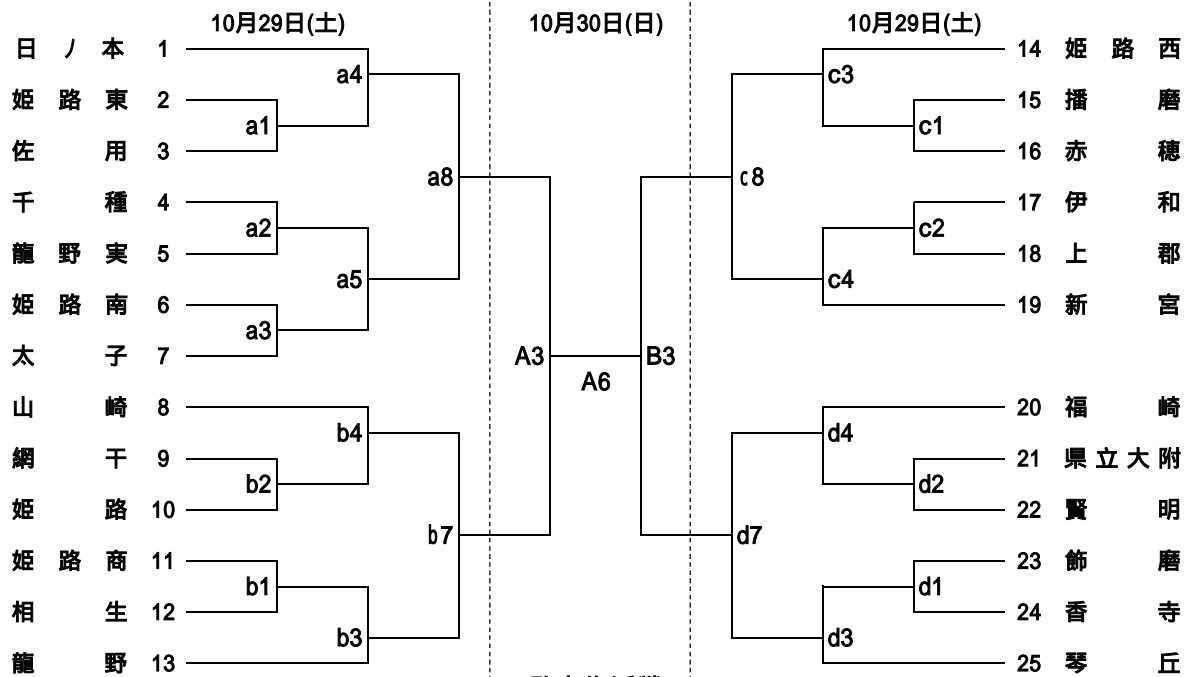 10月29日(土) 10月30日(日) 10月29日(土)
日ノ本 1
姫路東 2
佐用 3
千種 4
龍野実 5
姫路南 6
太子 7
山崎 8
網干 9
姫路 10
姫路商 11
相生 12
龍野 13
a4
a1
a8
a2
a5
a3
b4
b2
b7
b1
b3
A3
A6
B3
c3
c1
c8
c2
c4
d4
d2
d7
d1
d3
14 姫路西
15 播磨
16 赤穂
17 伊和
18 上郡
19 新宮
20 福崎
21 県立大附
22 賢明
23 飾磨
24 香寺
25 琴丘